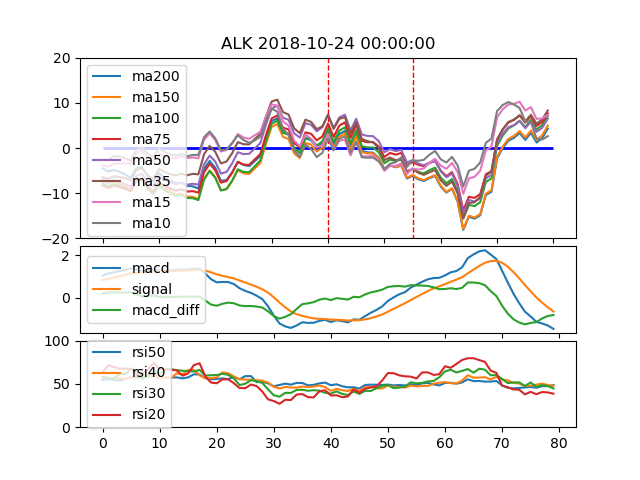 ALK 2018-10-24 00:00:00
20
10
0
−10
−20
ma200
ma150
ma100
ma75
ma50
ma35
ma15
ma10
2
0
macd
signal
macd_diff
100
50
0
rsi50
rsi40
rsi30
rsi20
0 10 20 30 40 50 60 70 80